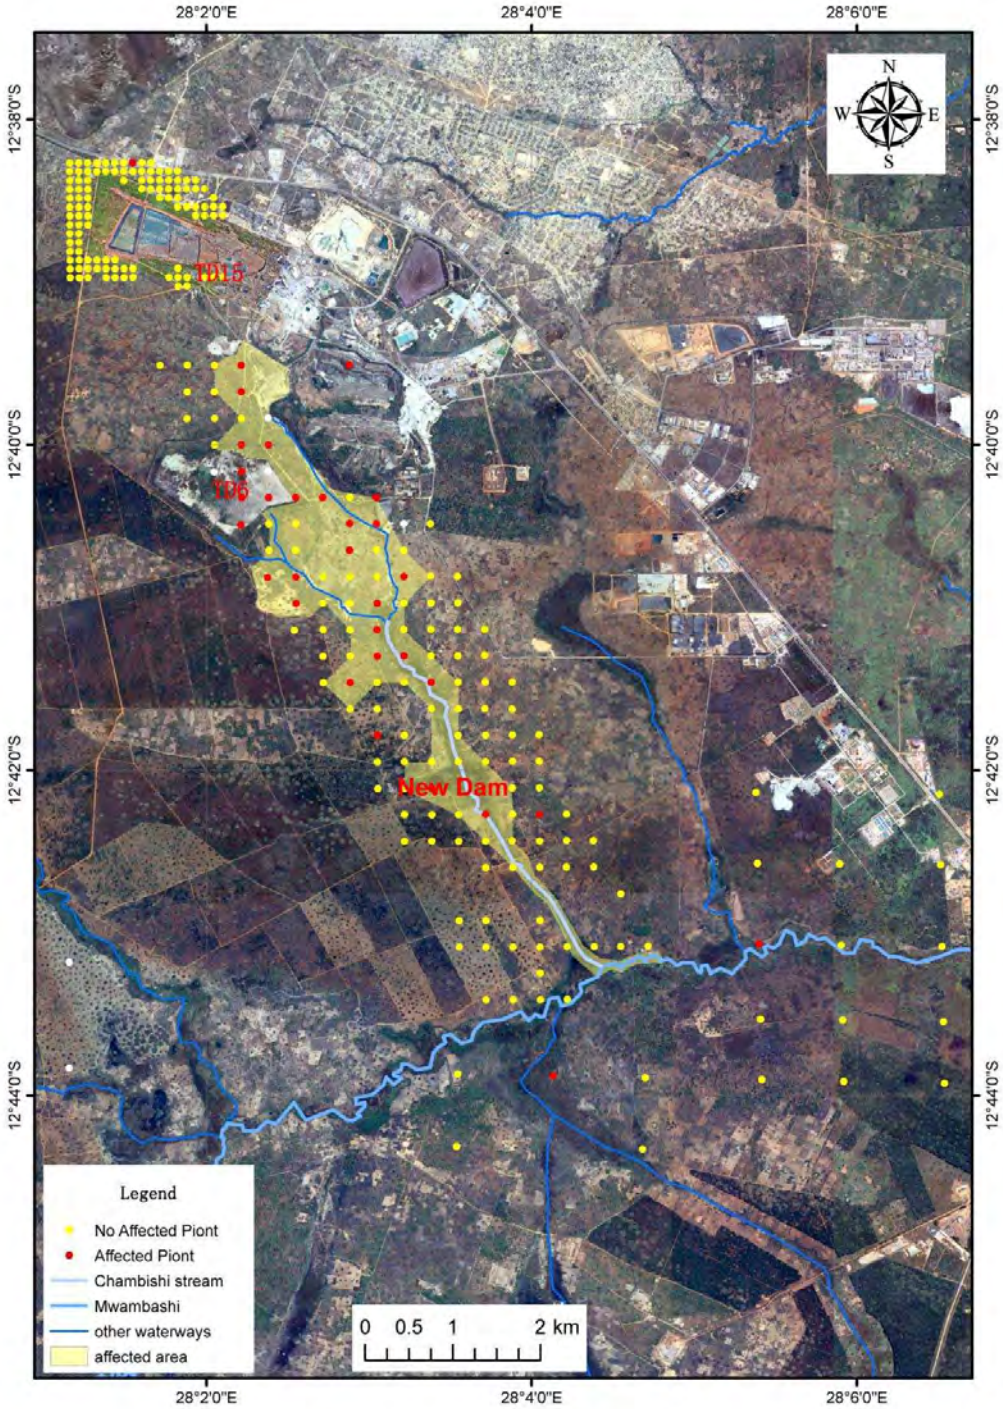 28°2'0"E 28°4'0"E 28°6'0"E
12°38'0"S 12°38'0"S
N
W E
S
TD15
12°40'0"S 12°40'0"S
TD6
12°42'0"S 12°42'0"S
New Dam
12°44'0"S 12°44'0"S
Legend
No Affected Piont
Affected Piont
Chambishi stream
Mwambashi
other waterways
affected area
0 0.5 1 2 km
28°2'0"E 28°4'0"E 28°6'0"E